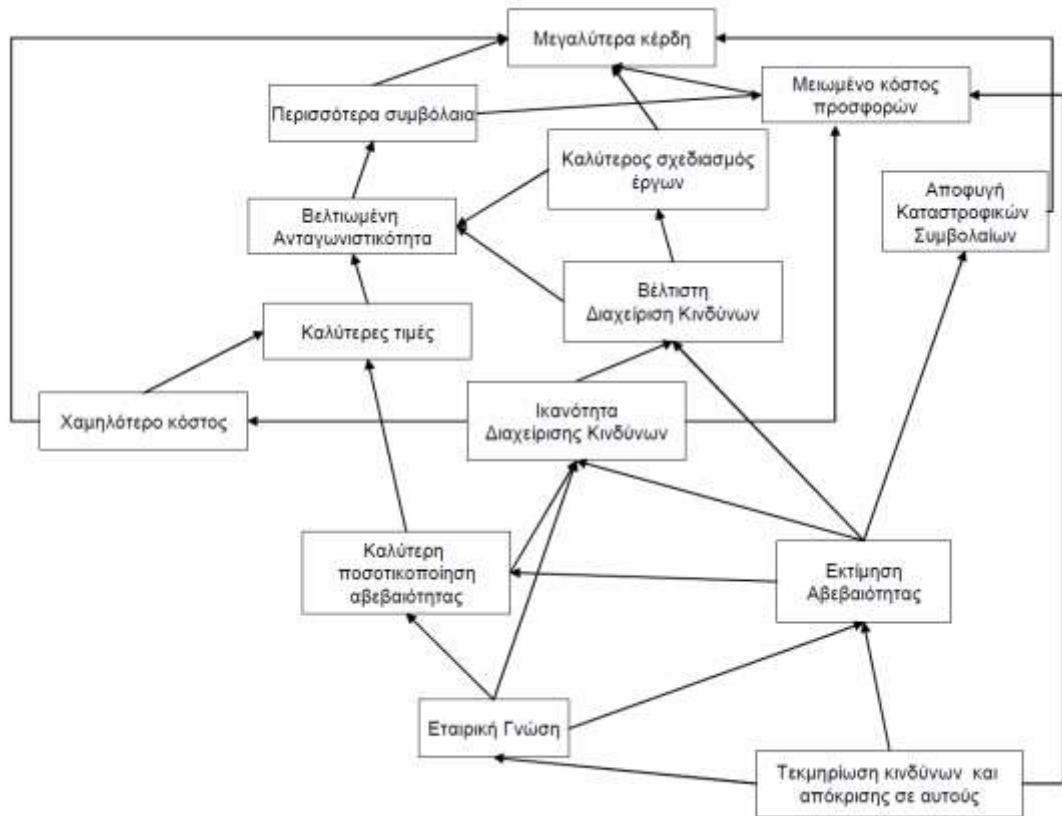 Μεγαλύτερα κέρδη
Μειωμένο κόστος
προσφορών
Περισσότερα συμβόλαια
Καλύτερος σχεδιασμός
έργων
Αποφυγή
Καταστροφικών
Συμβολαίων
Βελτιωμένη
Ανταγωνιστικότητα
Βέλτιστη
Διαχείριση Κινδύνων
Καλύτερες τιμές
Χαμηλότερο κόστος
Ικανότητα
Διαχείρισης Κινδύνων
Καλύτερη
ποσοτικοποίηση
αβεβαιότητας
Εκτίμηση
Αβεβαιότητας
Εταιρική Γνώση
Τεκμηρίωση κινδύνων και
απόκρισης σε αυτούς